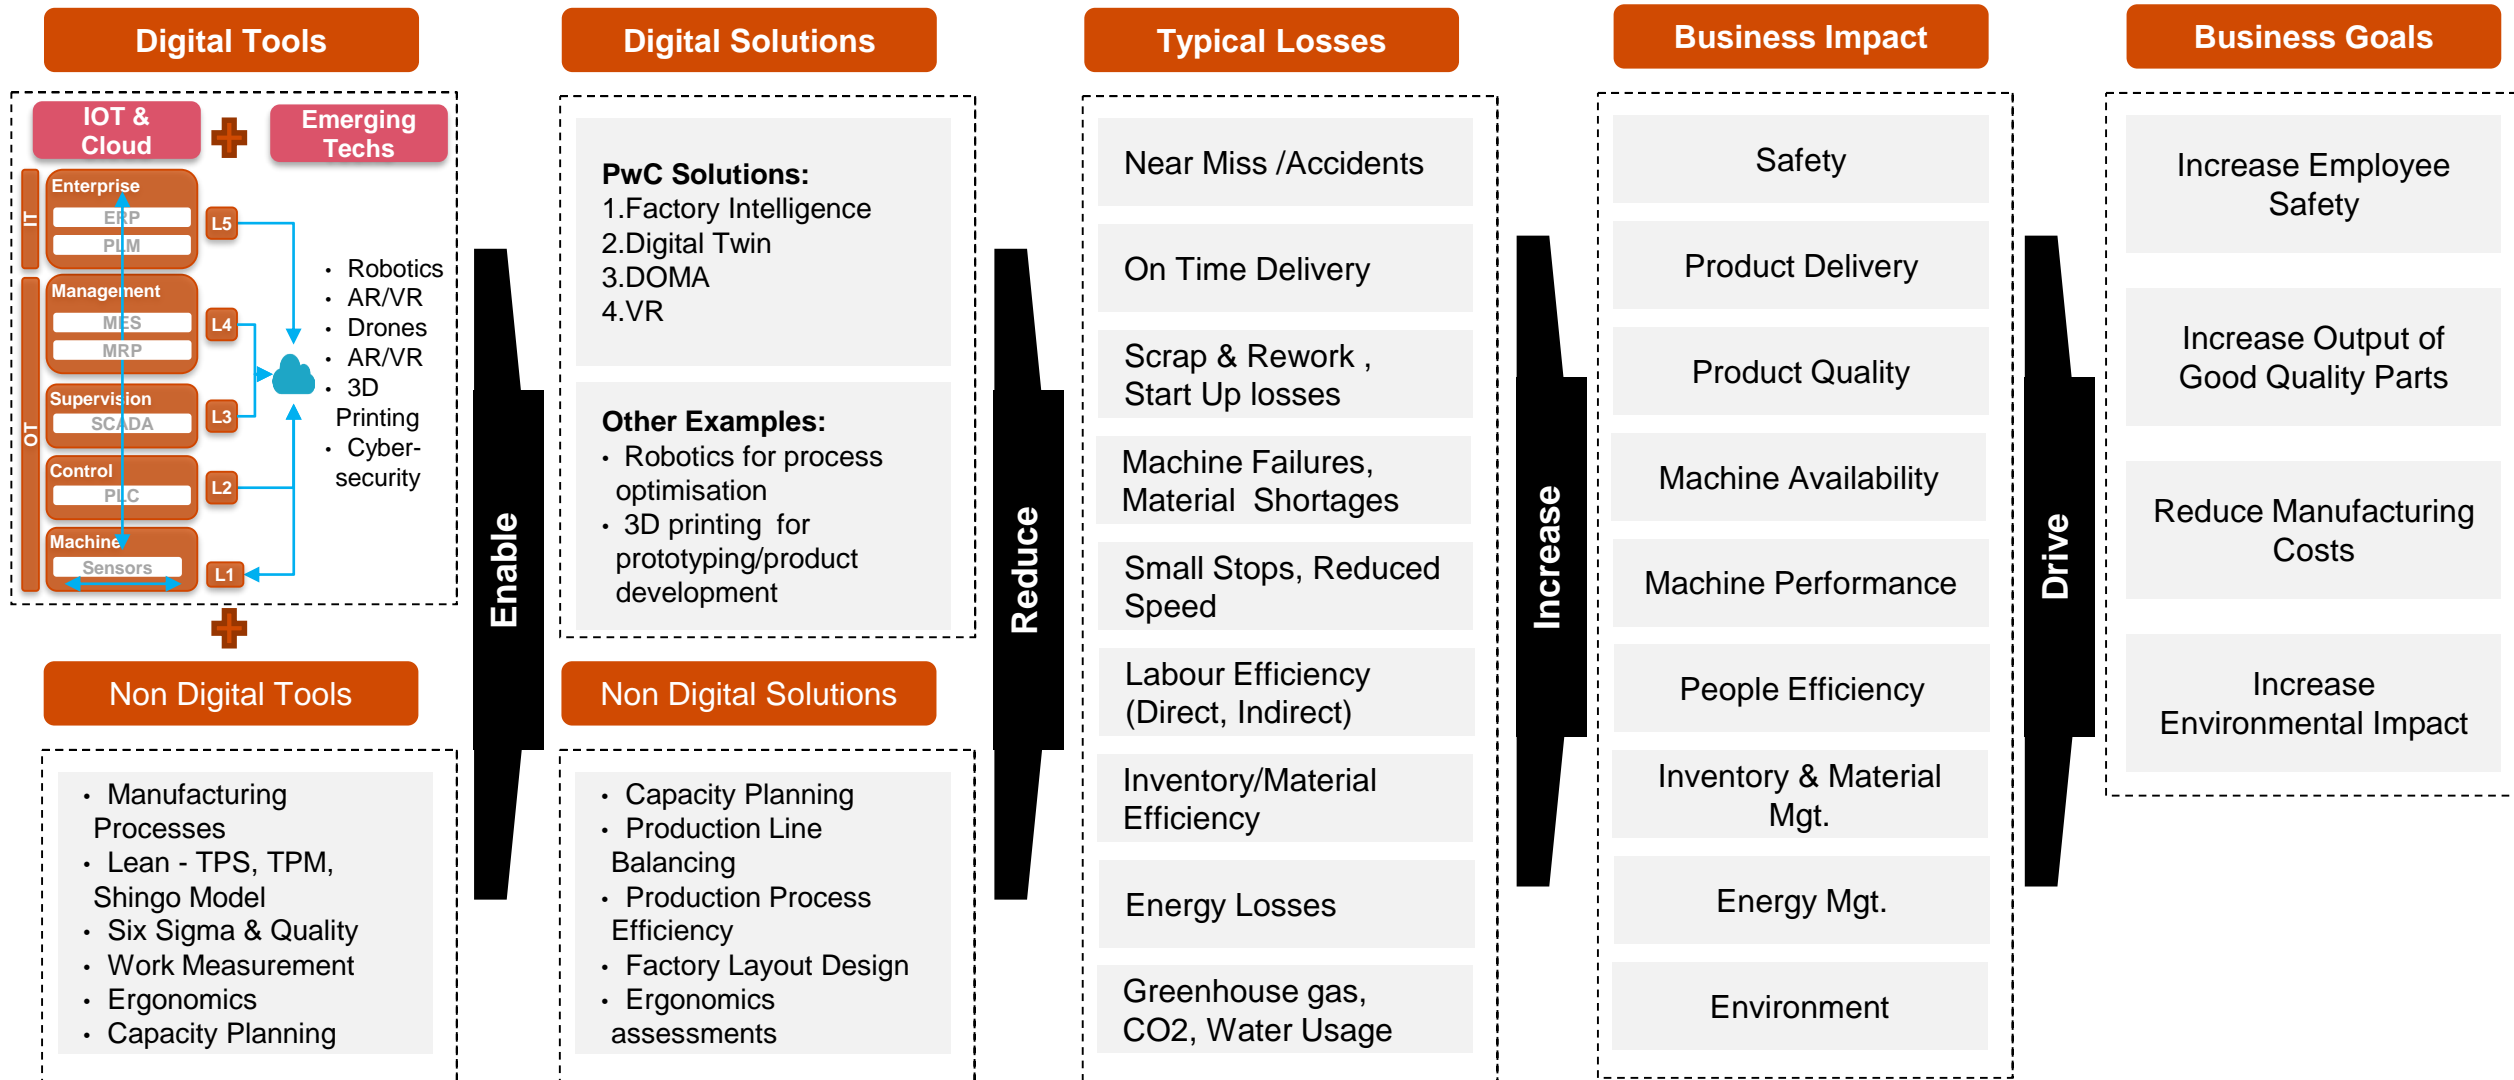 Digital Tools
IOT &
Cloud
Emerging
Techs
IT
Enterprise
ERP
PLM
L5
OT
Management
MES
MRP
L4
Supervision
SCADA
L3
Control
PLC
L2
Machine
Sensors
L1
• Robotics
• AR/VR
• Drones
• AR/VR
• 3D
Printing
• Cyber-
security
Non Digital Tools
• Manufacturing
Processes
• Lean - TPS, TPM,
Shingo Model
• Six Sigma & Quality
• Work Measurement
• Ergonomics
• Capacity Planning
Enable
Digital Solutions
PwC Solutions:
1.Factory Intelligence
2.Digital Twin
3.DOMA
4.VR
Other Examples:
• Robotics for process
optimisation
• 3D printing for
prototyping/product
development
Non Digital Solutions
• Capacity Planning
• Production Line
Balancing
• Production Process
Efficiency
• Factory Layout Design
• Ergonomics
assessments
Reduce
Typical Losses
Near Miss /Accidents
On Time Delivery
Scrap & Rework ,
Start Up losses
Machine Failures,
Material Shortages
Small Stops, Reduced
Speed
Labour Efficiency
(Direct, Indirect)
Inventory/Material
Efficiency
Energy Losses
Greenhouse gas,
CO2, Water Usage
Increase
Business Impact
Safety
Product Delivery
Product Quality
Machine Availability
Machine Performance
People Efficiency
Inventory & Material
Mgt.
Energy Mgt.
Environment
Drive
Business Goals
Increase Employee
Safety
Increase Output of
Good Quality Parts
Reduce Manufacturing
Costs
Increase
Environmental Impact